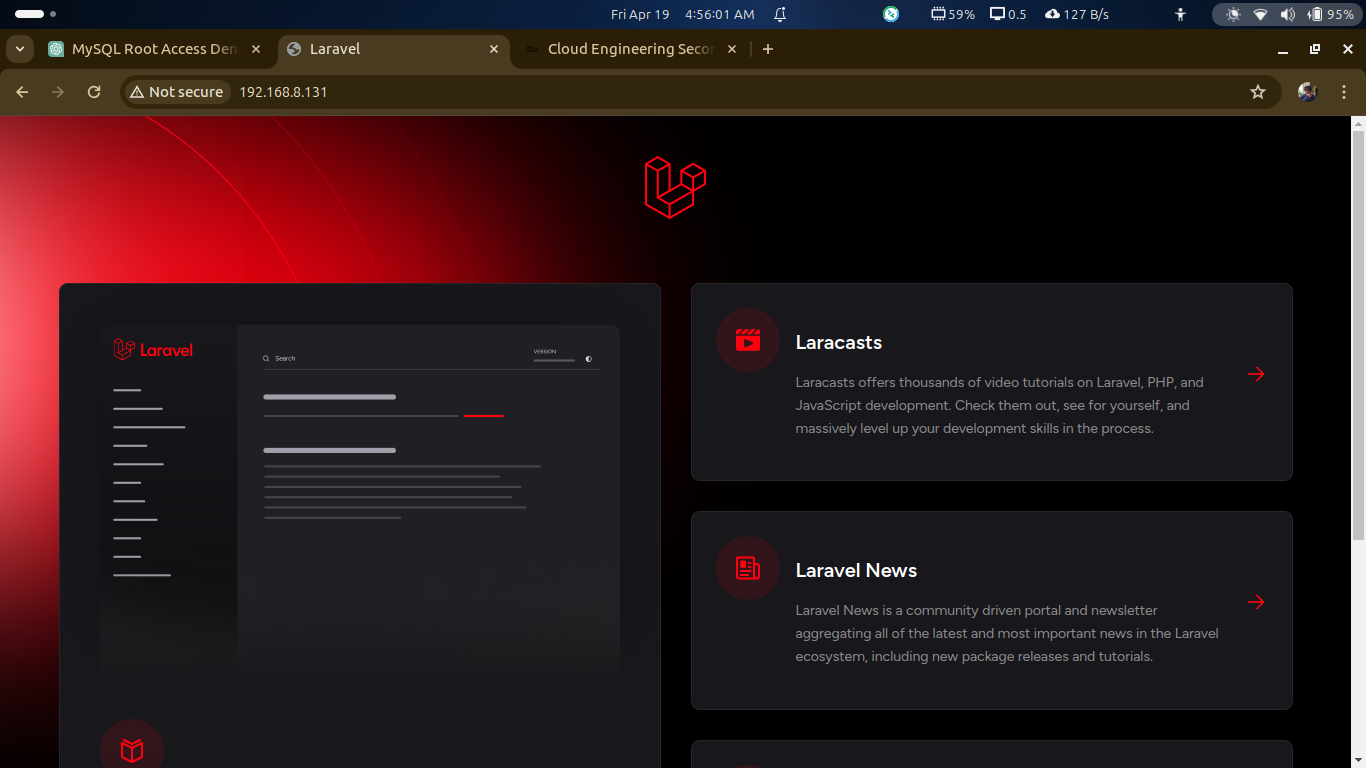 Fri Apr 19 4:56:01 AM 59% 0.5 127 B/s 95%
MySQL Root Access Den
Laravel
Cloud Engineering Secor
Not secure 192.168.8.131
Laravel
Search
VERSION
Laracasts
Laracasts offers thousands of video tutorials on Laravel, PHP, and
JavaScript development. Check them out, see for yourself, and
massively level up your development skills in the process.
Laravel News
Laravel News is a community driven portal and newsletter
aggregating all of the latest and most important news in the Laravel
ecosystem, including new package releases and tutorials.